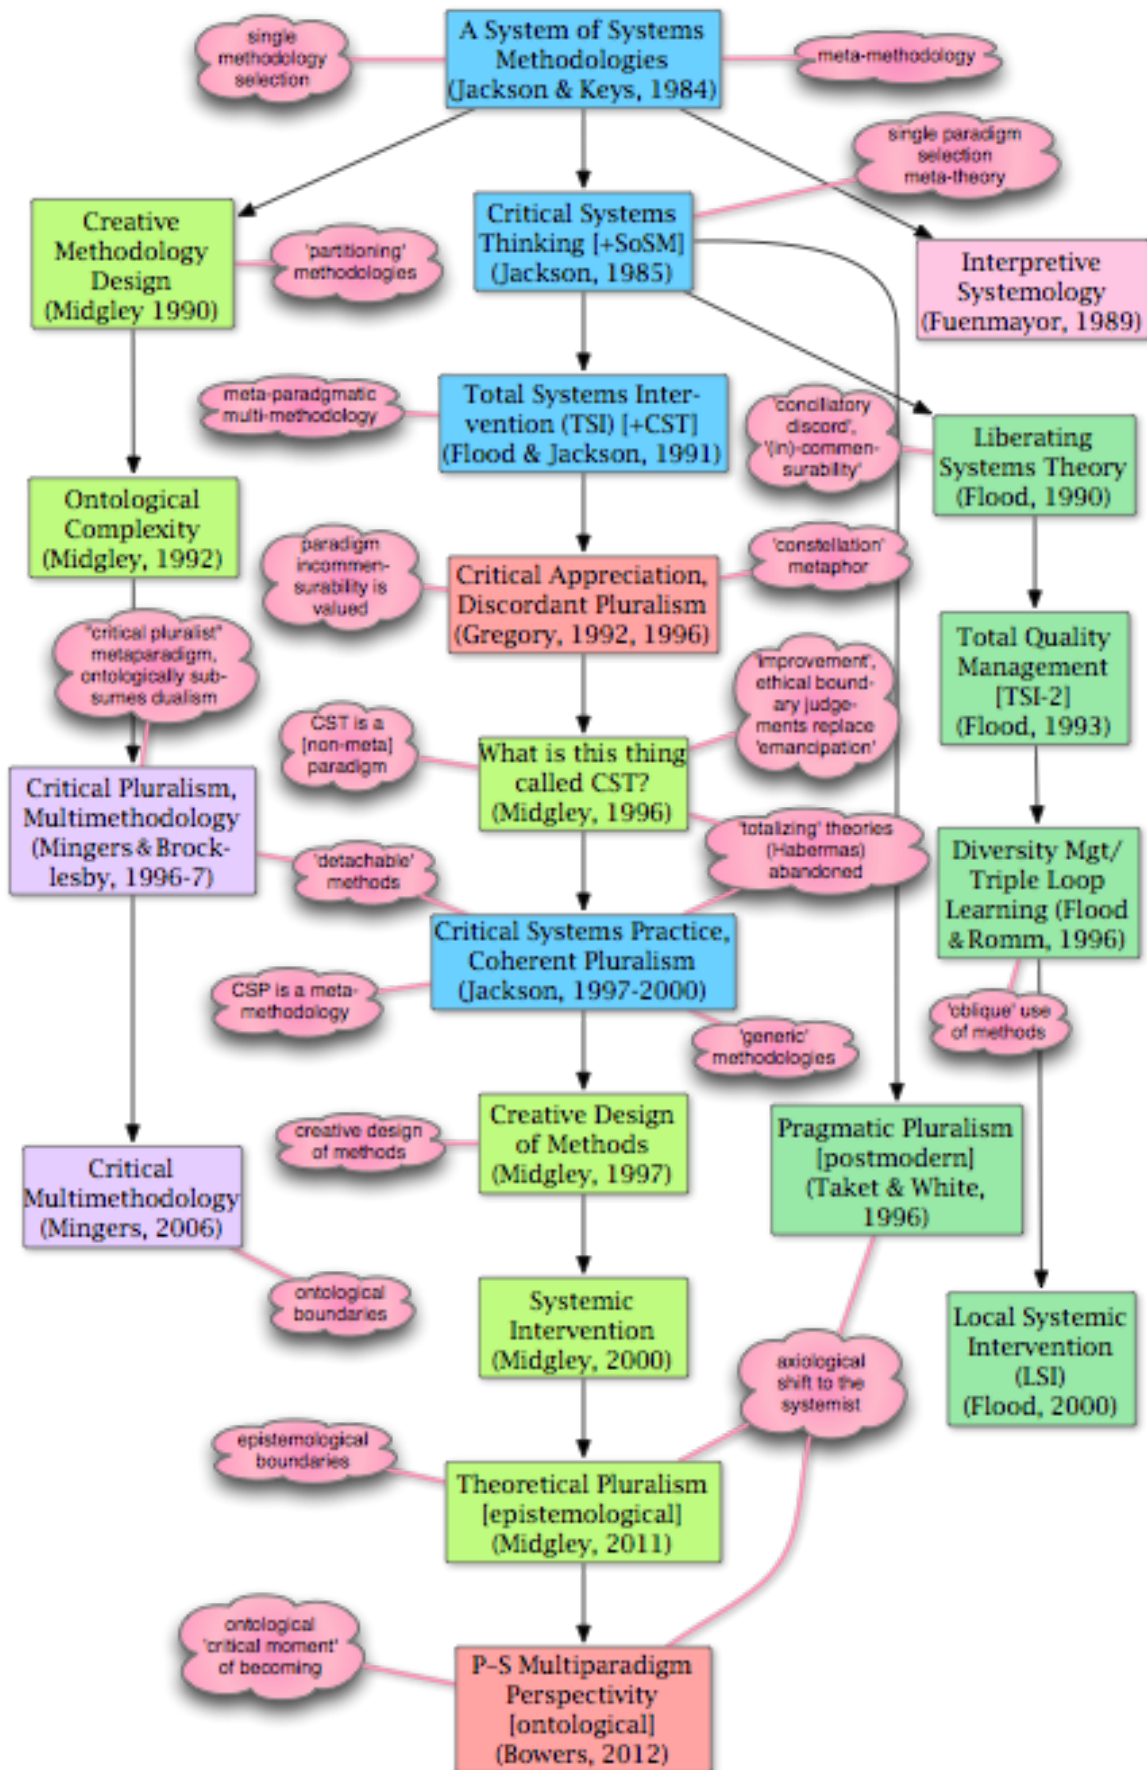 single
methodology
selection
A System of Systems
Methodologies
(Jackson & Keys, 1984)
meta-methodology
single paradigm
selection
meta-theory
Creative
Methodology
Design
(Midgley 1990)
'partitioning'
methodologies
Critical Systems
Thinking [+SoSM]
(Jackson, 1985)
Interpretive
Systemology
(Fuenmayor, 1989)
meta-paradgmatic
multi-methodology
Total Systems Inter-
vention (TSI) [+CST]
(Flood & Jackson, 1991)
'conciliatory
discord',
'(in)-commen-
surability'
Liberating
Systems Theory
(Flood, 1990)
Ontological
Complexity
(Midgley, 1992)
paradigm
incommen-
surability is
valued
Critical Appreciation,
Discordant Pluralism
(Gregory, 1992, 1996)
'constellation'
metaphor
"critical pluralist"
metaparadigm,
ontologically sub-
sumes dualism
Total Quality
Management
[TSI-2]
(Flood, 1993)
CST is a
[non-meta]
paradigm
What is this thing
called CST?
(Midgley, 1996)
'improvement',
ethical bound-
ary judge-
ments replace
'emancipation'
Critical Pluralism,
Multimethodology
(Mingers & Brock-
lesby, 1996-7)
'detachable'
methods
'totalizing' theories
(Habermas)
abandoned
Diversity Mgt/
Triple Loop
Learning (Flood
& Romm, 1996)
Critical Systems Practice,
Coherent Pluralism
(Jackson, 1997-2000)
CSP is a meta-
methodology
'generic'
methodologies
'oblique' use
of methods
creative design
of methods
Creative Design
of Methods
(Midgley, 1997)
Pragmatic Pluralism
[postmodern]
(Taket & White,
1996)
Critical
Multimethodology
(Mingers, 2006)
ontological
boundaries
Systemic
Intervention
(Midgley, 2000)
Local Systemic
Intervention
(LSI)
(Flood, 2000)
axiological
shift to the
systemist
epistemological
boundaries
Theoretical Pluralism
[epistemological]
(Midgley, 2011)
ontological
'critical moment'
of becoming
P–S Multiparadigm
Perspectivity
[ontological]
(Bowers, 2012)